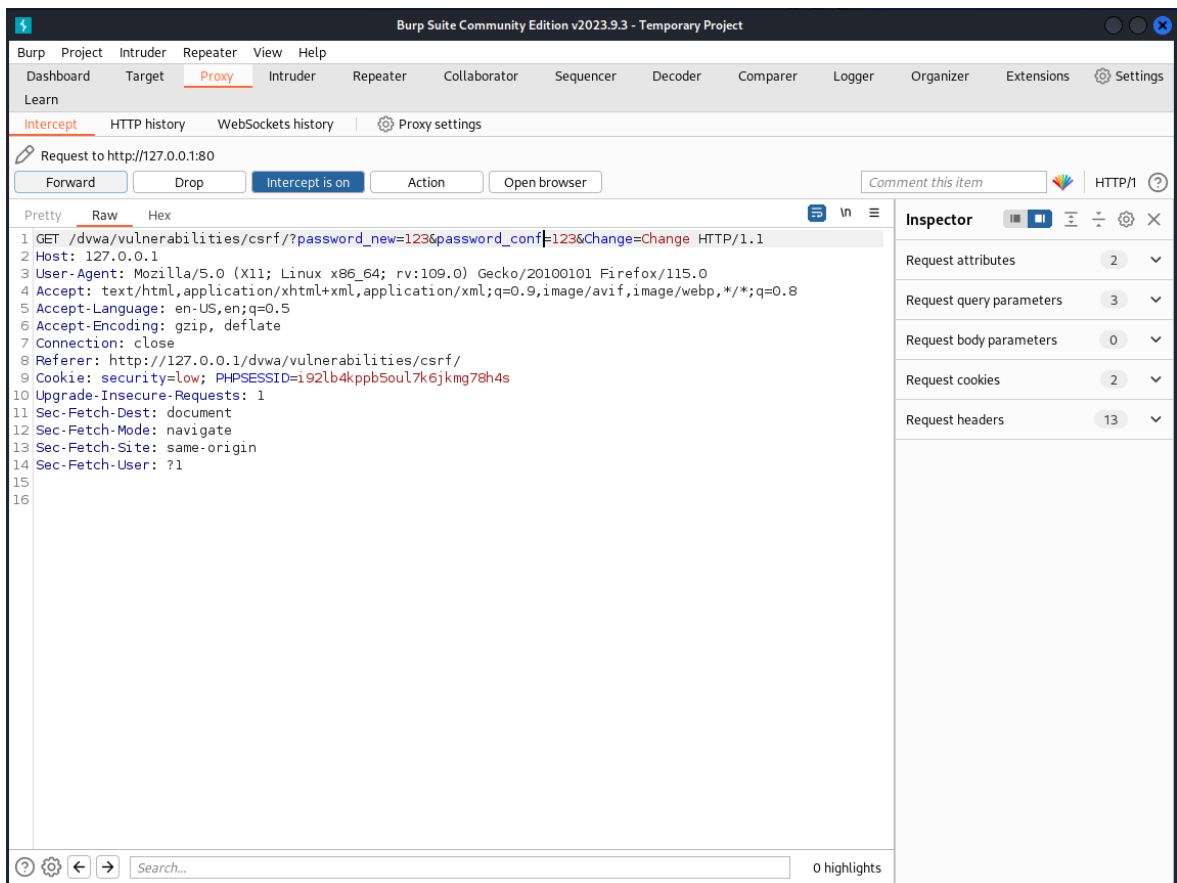 Burp Suite Community Edition v2023.9.3 - Temporary Project
Burp Project Intruder Repeater View Help
Dashboard Target Proxy Intruder Repeater Collaborator Sequencer Decoder Comparer Logger Organizer Extensions Settings
Learn
Intercept HTTP history WebSockets history Proxy settings
Request to http://127.0.0.1:80
Forward Drop Intercept is on Action Open browser Comment this item HTTP/1 ?
Pretty Raw Hex \n
1 GET /dvwa/vulnerabilities/csrf/?password_new=123&password_conf=123&Change=Change HTTP/1.1
2 Host: 127.0.0.1
3 User-Agent: Mozilla/5.0 (X11; Linux x86_64; rv:109.0) Gecko/20100101 Firefox/115.0
4 Accept: text/html,application/xhtml+xml,application/xml;q=0.9,image/avif,image/webp,*/*;q=0.8
5 Accept-Language: en-US,en;q=0.5
6 Accept-Encoding: gzip, deflate
7 Connection: close
8 Referer: http://127.0.0.1/dvwa/vulnerabilities/csrf/
9 Cookie: security=low; PHPSESSID=i92lb4kppb5oul7k6jkmg78h4s
10 Upgrade-Insecure-Requests: 1
11 Sec-Fetch-Dest: document
12 Sec-Fetch-Mode: navigate
13 Sec-Fetch-Site: same-origin
14 Sec-Fetch-User: ?1
15
16
Inspector
Request attributes 2
Request query parameters 3
Request body parameters 0
Request cookies 2
Request headers 13
? Search... 0 highlights